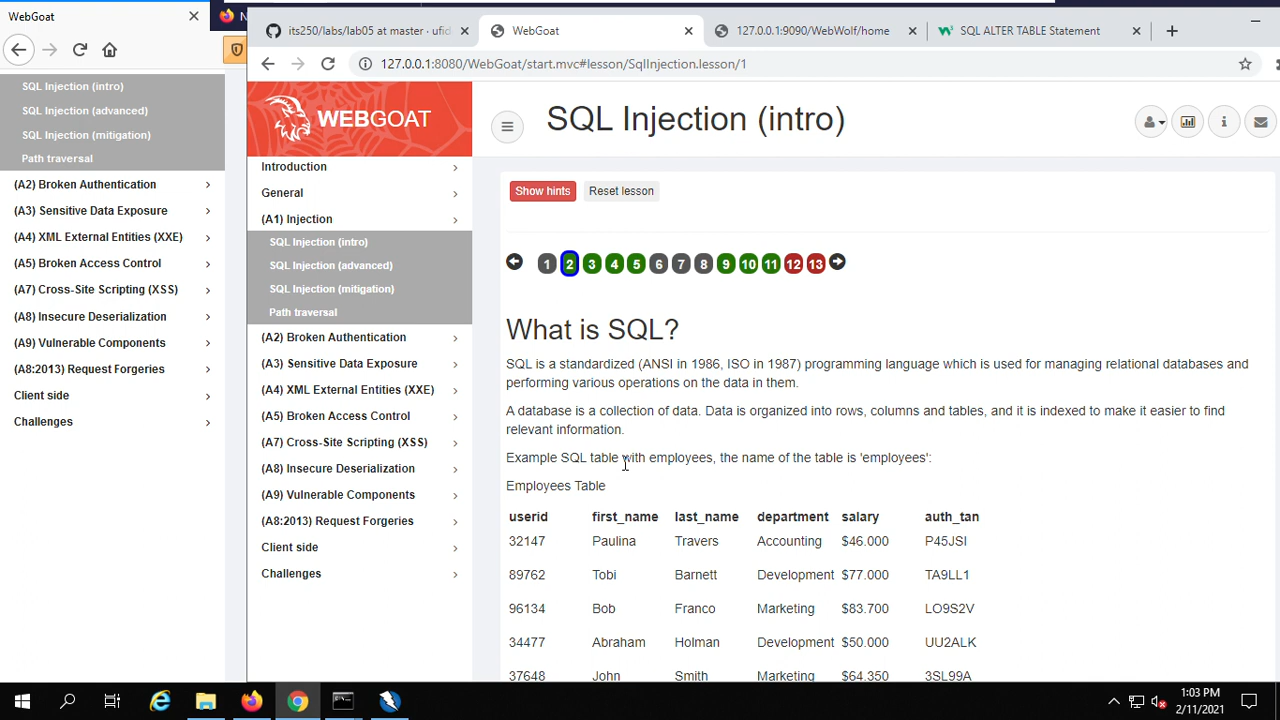 WebGoat
SQL Injection (intro)
SQL Injection (advanced)
SQL Injection (mitigation)
Path traversal
(A2) Broken Authentication
(A3) Sensitive Data Exposure
(A4) XML External Entities (XXE)
(A5) Broken Access Control
(A7) Cross-Site Scripting (XSS)
(A8) Insecure Deserialization
(A9) Vulnerable Components
(A8:2013) Request Forgeries
Client side
Challenges
N
its250/labs/lab05 at master · ufid
WebGoat
127.0.0.1:9090/WebWolf/home
SQL ALTER TABLE Statement
127.0.0.1:8080/WebGoat/start.mvc#lesson/SqlInjection.lesson/1
WEBGOAT
Introduction
General
(A1) Injection
SQL Injection (intro)
SQL Injection (advanced)
SQL Injection (mitigation)
Path traversal
(A2) Broken Authentication
(A3) Sensitive Data Exposure
(A4) XML External Entities (XXE)
(A5) Broken Access Control
(A7) Cross-Site Scripting (XSS)
(A8) Insecure Deserialization
(A9) Vulnerable Components
(A8:2013) Request Forgeries
Client side
Challenges
SQL Injection (intro)
Show hints Reset lesson
1 2 3 4 5 6 7 8 9 10 11 12 13
What is SQL?
SQL is a standardized (ANSI in 1986, ISO in 1987) programming language which is used for managing relational databases and
performing various operations on the data in them.
A database is a collection of data. Data is organized into rows, columns and tables, and it is indexed to make it easier to find
relevant information.
Example SQL table with employees, the name of the table is 'employees':
Employees Table
userid first_name last_name department salary auth_tan
32147 Paulina Travers Accounting $46.000 P45JSI
89762 Tobi Barnett Development $77.000 TA9LL1
96134 Bob Franco Marketing $83.700 LO9S2V
34477 Abraham Holman Development $50.000 UU2ALK
37648 John Smith Marketing $64.350 3SL99A
1:03 PM
2/11/2021